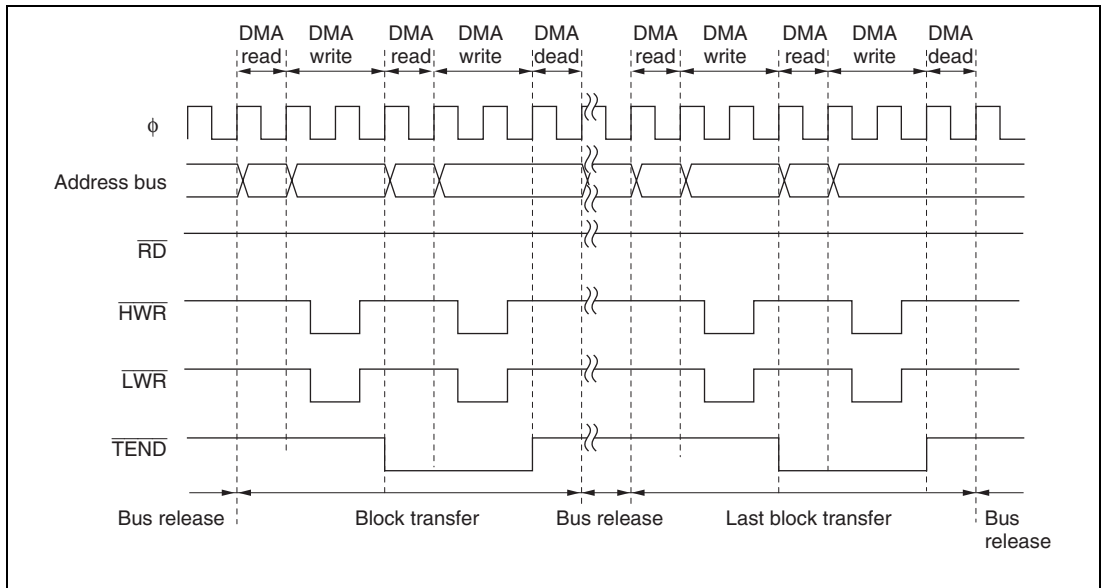 DMA DMA DMA DMA DMA DMA DMA DMA DMA DMA
read write read write dead read write read write dead
ϕ
Address bus
RD
HWR
LWR
TEND
Bus release Block transfer Bus release Last block transfer Bus
release